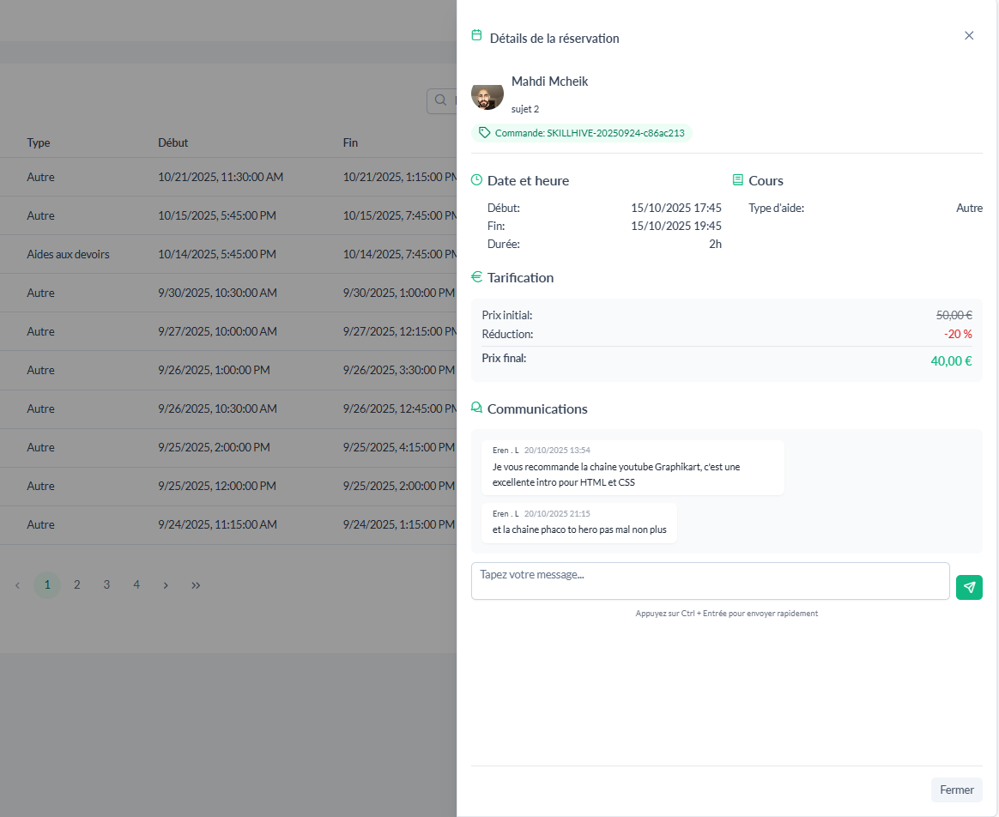 Détails de la réservation
Mahdi Mcheik
sujet 2
Commande: SKILLHIVE-20250924-c86ac213
Type Début Fin
Autre 10/21/2025, 11:30:00 AM 10/21/2025, 1:15:00 PM
Autre 10/15/2025, 5:45:00 PM 10/15/2025, 7:45:00 PM
Aides aux devoirs 10/14/2025, 5:45:00 PM 10/14/2025, 7:45:00 PM
Autre 9/30/2025, 10:30:00 AM 9/30/2025, 1:00:00 PM
Autre 9/27/2025, 10:00:00 AM 9/27/2025, 12:15:00 PM
Autre 9/26/2025, 1:00:00 PM 9/26/2025, 3:30:00 PM
Autre 9/26/2025, 10:30:00 AM 9/26/2025, 12:45:00 PM
Autre 9/25/2025, 2:00:00 PM 9/25/2025, 4:15:00 PM
Autre 9/25/2025, 12:00:00 PM 9/25/2025, 2:00:00 PM
Autre 9/24/2025, 11:15:00 AM 9/24/2025, 1:15:00 PM
1 2 3 4
Date et heure
Début: 15/10/2025 17:45
Fin: 15/10/2025 19:45
Durée: 2h
Cours
Type d'aide: Autre
Tarification
Prix initial: 50,00 €
Réduction: -20 %
Prix final: 40,00 €
Communications
Eren . L 20/10/2025 13:54
Je vous recommande la chaine youtube Graphikart, c'est une
excellente intro pour HTML et CSS
Eren . L 20/10/2025 21:15
et la chaine phaco to hero pas mal non plus
Tapez votre message...
Appuyez sur Ctrl + Entrée pour envoyer rapidement
Fermer